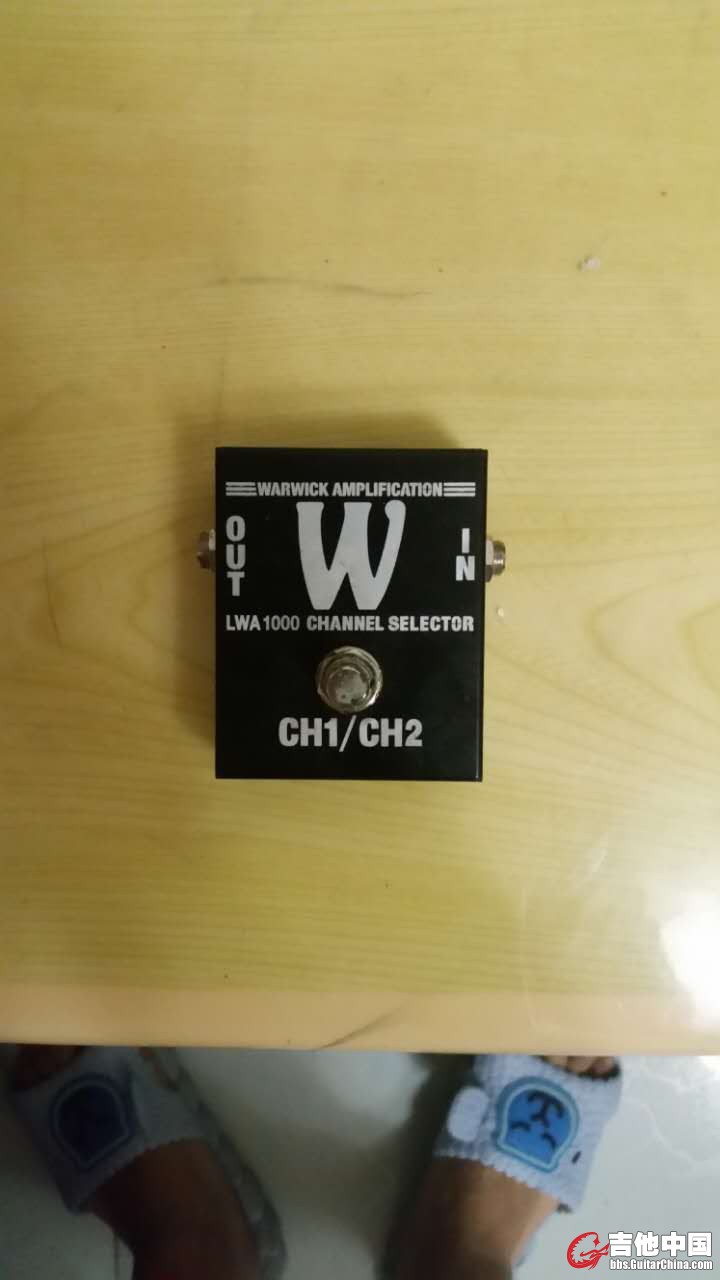 WARWICK AMPLIFICATION
OUT
W
IN
LWA1000 CHANNEL SELECTOR
CH1/CH2
吉他中国
bbs.GuitarChina.com